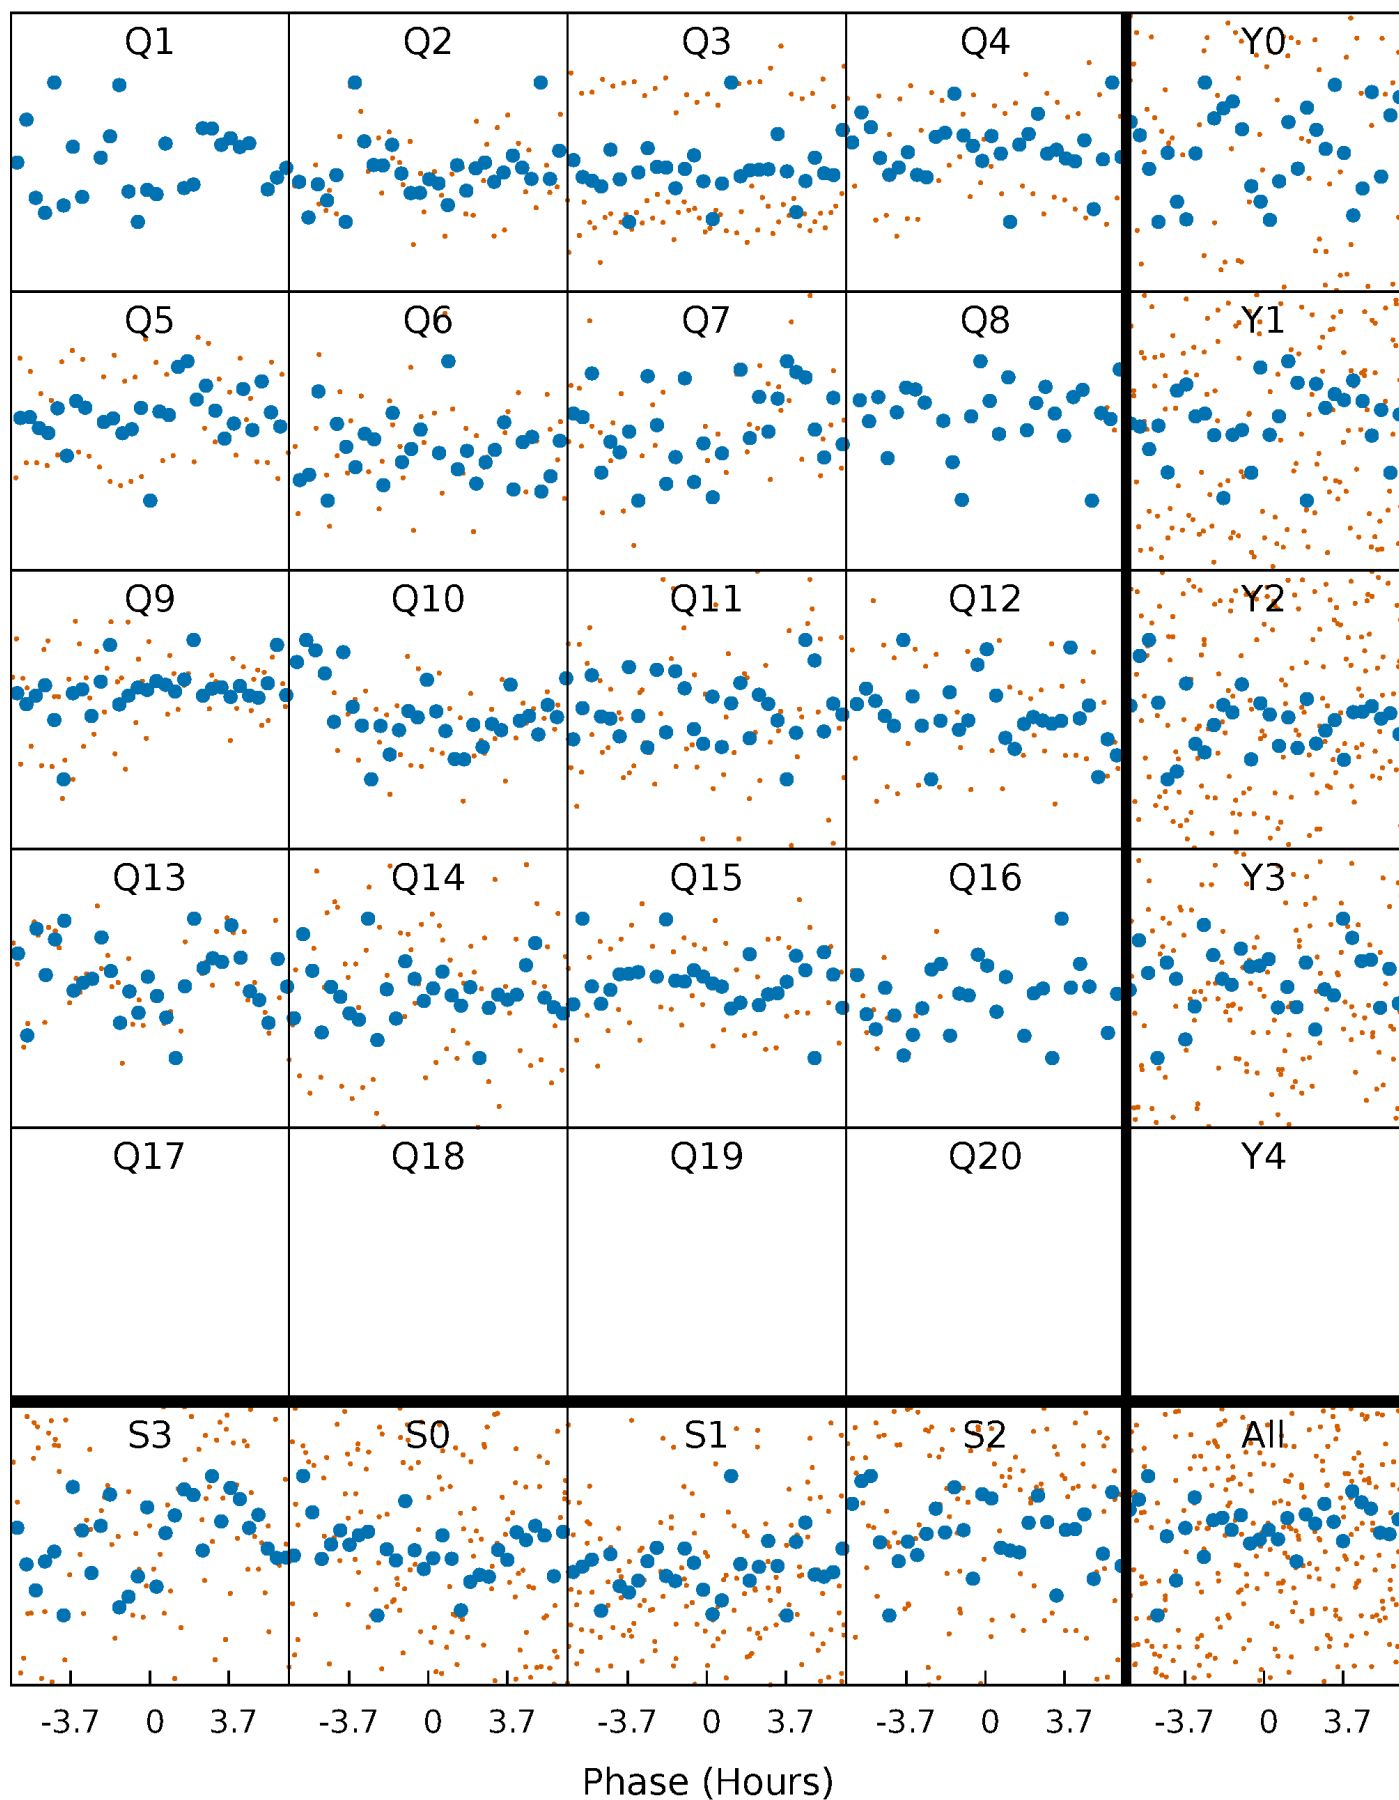 Q1 Q2 Q3 Q4 Y0
Q5 Q6 Q7 Q8 Y1
Q9 Q10 Q11 Q12 Y2
Q13 Q14 Q15 Q16 Y3
Q17 Q18 Q19 Q20 Y4
S3 S0 S1 S2 All
-3.7 0 3.7 -3.7 0 3.7 -3.7 0 3.7 -3.7 0 3.7 -3.7 0 3.7
Phase (Hours)